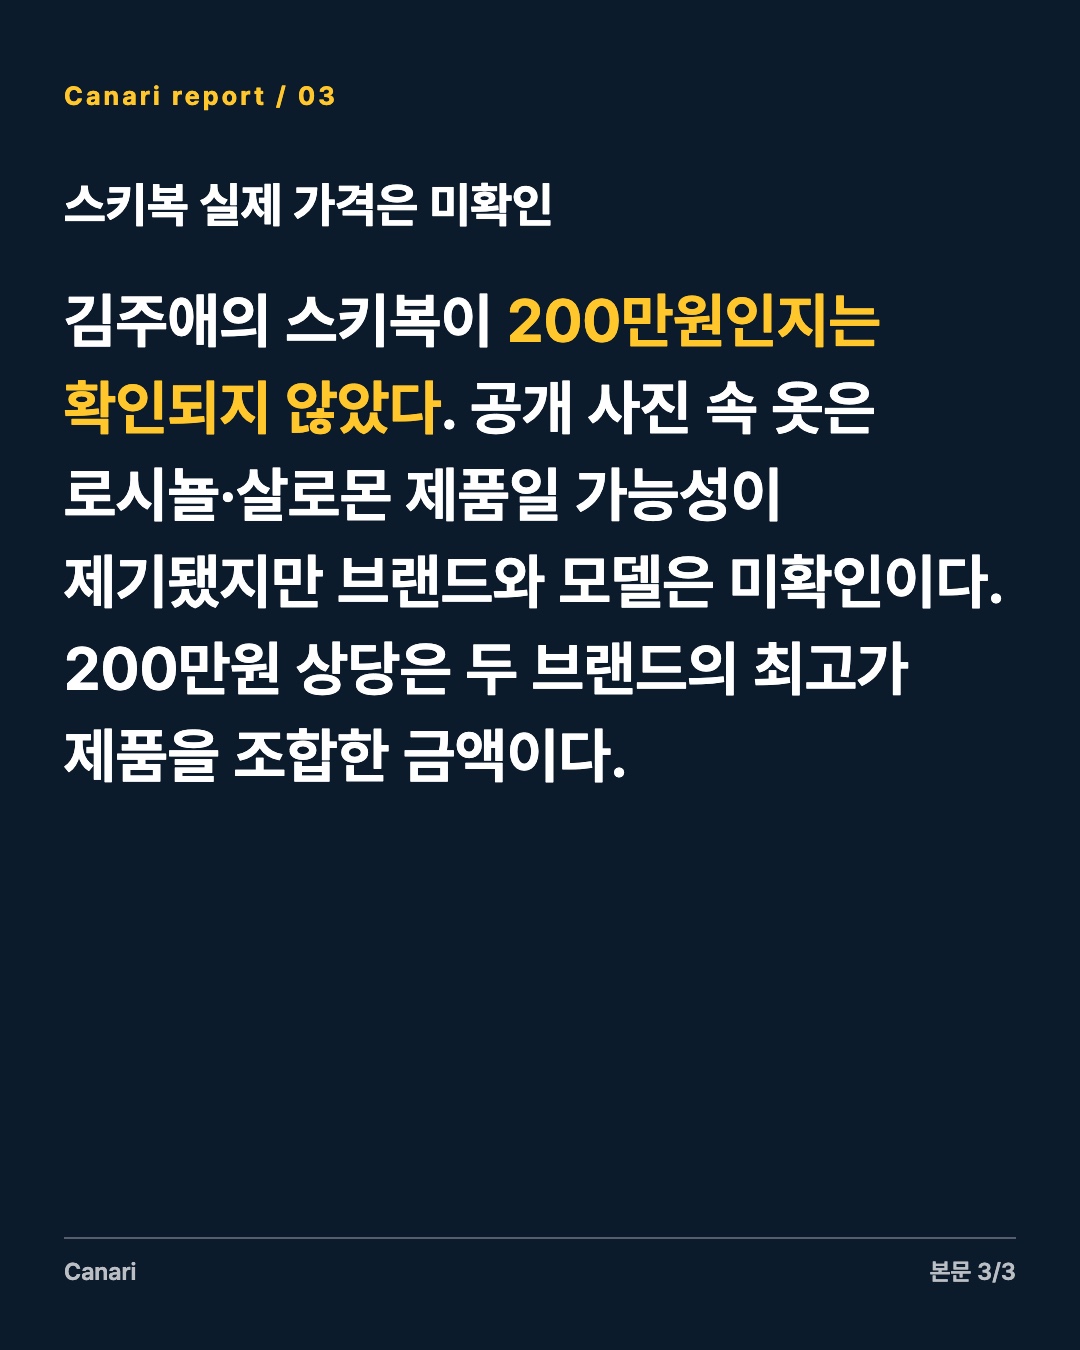 Canari report / 03
스키복 실제 가격은 미확인
김주애의 스키복이 200만원인지는
확인되지 않았다. 공개 사진 속 옷은
로시뇰·살로몬 제품일 가능성이
제기됐지만 브랜드와 모델은 미확인이다.
200만원 상당은 두 브랜드의 최고가
제품을 조합한 금액이다.
Canari
본문 3/3